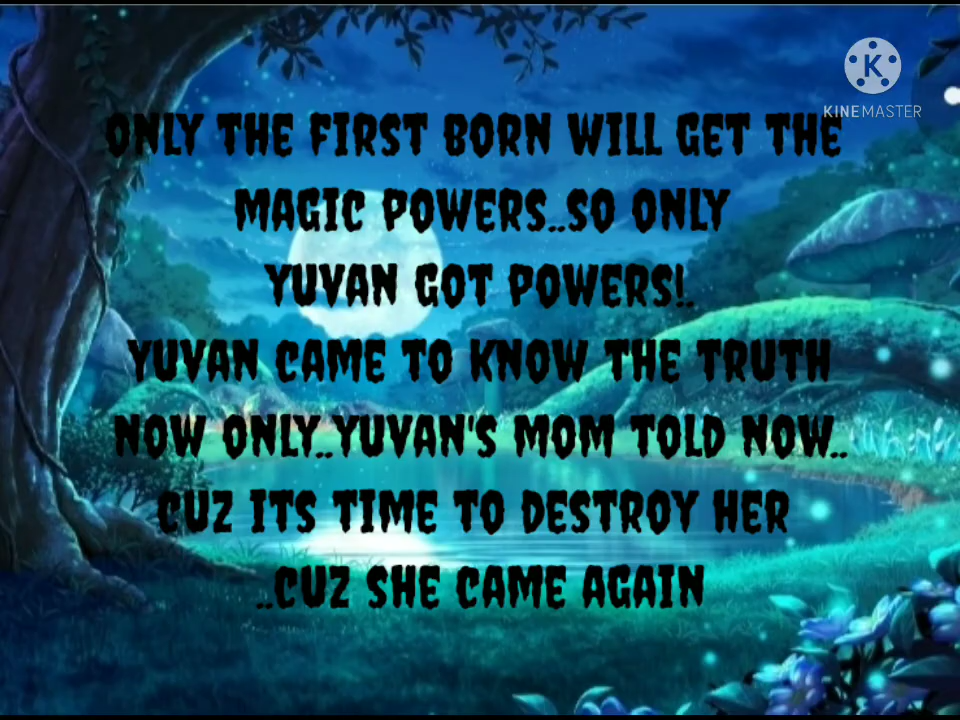 K
KINEMASTER
ONLY THE FIRST BORN WILL GET THE
MAGIC POWERS..SO ONLY
YUVAN GOT POWERS!.
YUVAN CAME TO KNOW THE TRUTH
NOW ONLY..YUVAN'S MOM TOLD NOW..
CUZ ITS TIME TO DESTROY HER
..CUZ SHE CAME AGAIN